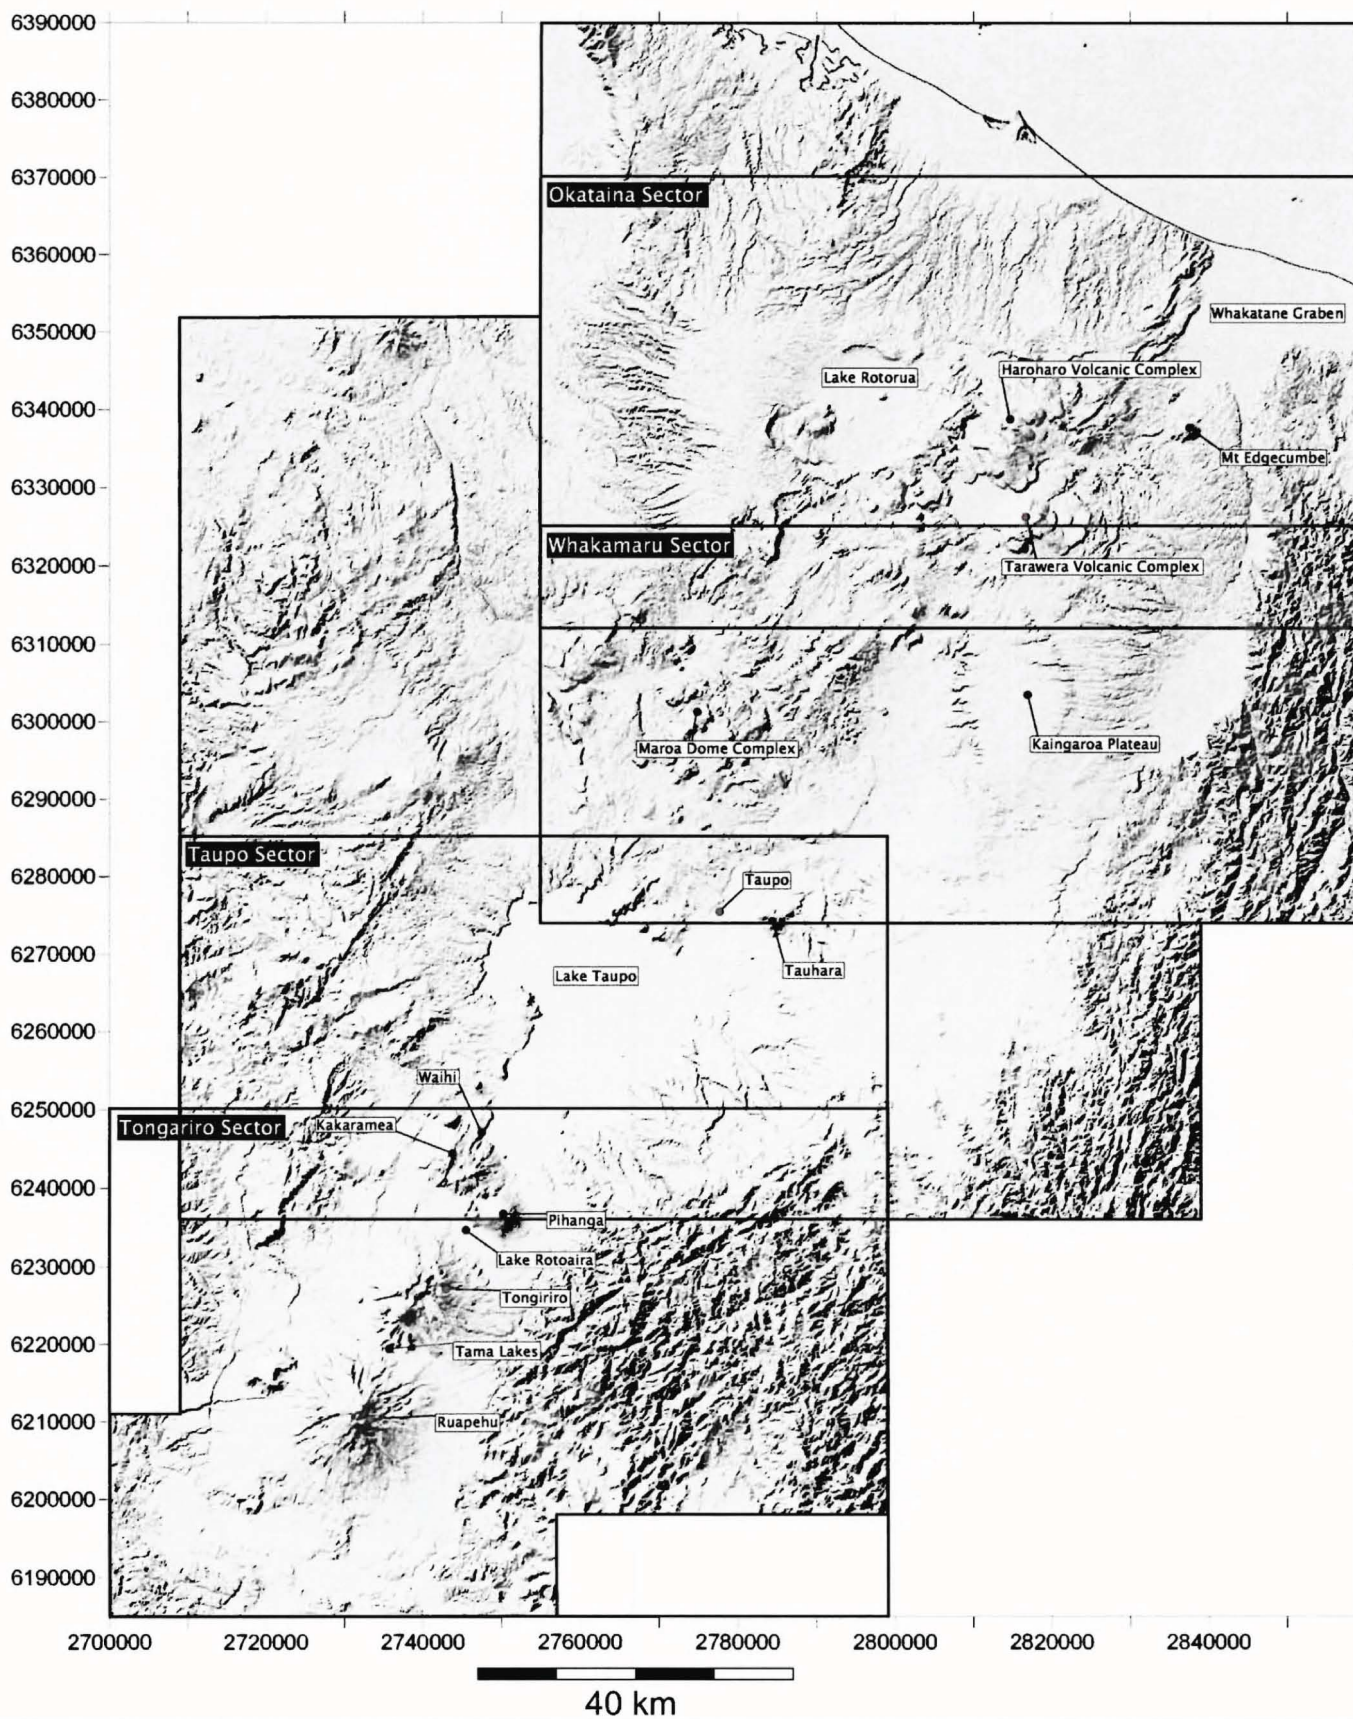 6390000
6380000
6370000
Okataina Sector
6360000
Whakatane Graben
6350000
Haroharo Volcanic Complex
Lake Rotorua
6340000
Mt Edgecumbe
6330000
Whakamaru Sector
6320000
Tarawera Volcanic Complex
6310000
6300000
Maroa Dome Complex
Kaingaroa Plateau
6290000
Taupo Sector
6280000
Taupo
6270000
Lake Taupo
Tauhara
6260000
Waihi
6250000
Tongariro Sector
Kakaramea
6240000
Pihanga
Lake Rotoaira
6230000
Tongiriro
6220000
Tama Lakes
6210000
Ruapehu
6200000
6190000
2700000 2720000 2740000 2760000 2780000 2800000 2820000 2840000
40 km